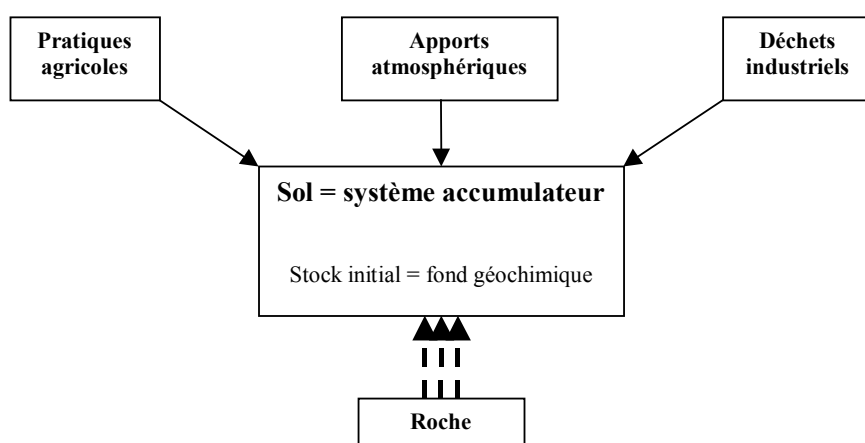 Pratiques
agricoles
Apports
atmosphériques
Déchets
industriels
Sol = système accumulateur
Stock initial = fond géochimique
Roche